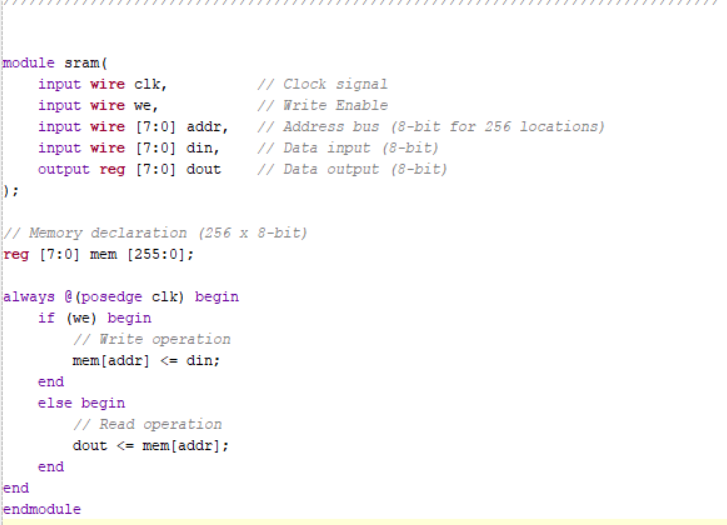 ////////////////////////////////////////////////////////////////////////////////
module sram(
    input wire clk,          // Clock signal
    input wire we,           // Write Enable
    input wire [7:0] addr,   // Address bus (8-bit for 256 locations)
    input wire [7:0] din,    // Data input (8-bit)
    output reg [7:0] dout    // Data output (8-bit)
);
// Memory declaration (256 x 8-bit)
reg [7:0] mem [255:0];
always @(posedge clk) begin
    if (we) begin
        // Write operation
        mem[addr] <= din;
    end
    else begin
        // Read operation
        dout <= mem[addr];
    end
end
endmodule